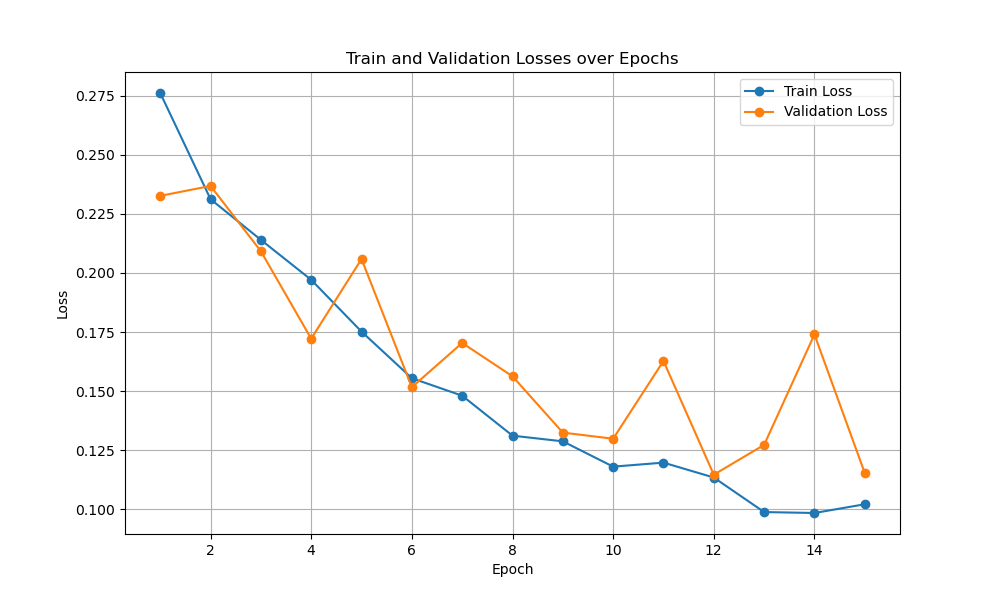 Train and Validation Losses over Epochs
Train Loss
Validation Loss
0.275
0.250
0.225
0.200
0.175
0.150
0.125
0.100
Loss
2 4 6 8 10 12 14
Epoch